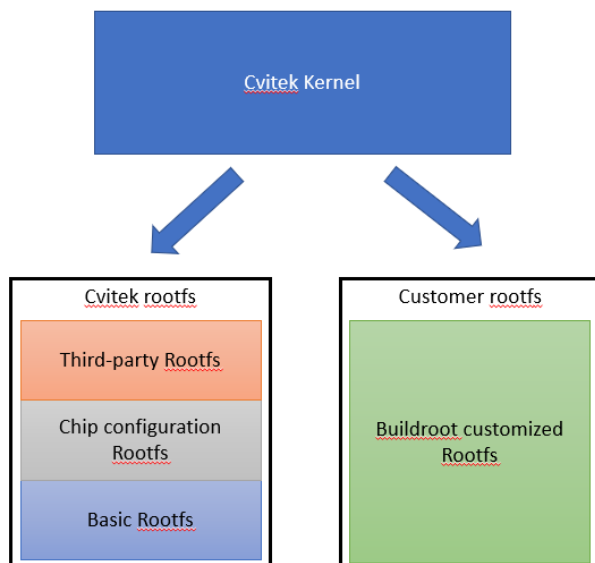 Cvitek Kernel
Cvitek rootfs
Third-party Rootfs
Chip configuration
Rootfs
Basic Rootfs
Customer rootfs
Buildroot customized
Rootfs